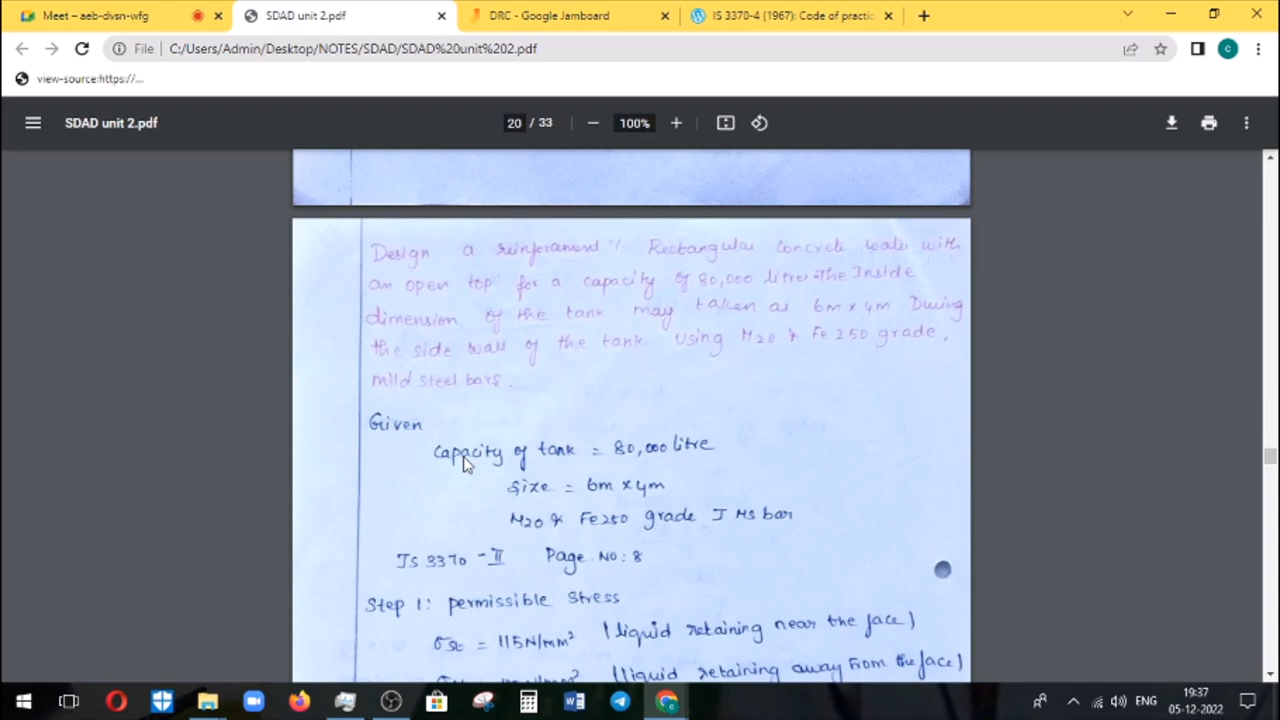 Meet – aeb-dvsn-wfg
SDAD unit 2.pdf
DRC - Google Jamboard
IS 3370-4 (1967): Code of practic
File
C:/Users/Admin/Desktop/NOTES/SDAD/SDAD%20unit%202.pdf
c
view-source:https://...
SDAD unit 2.pdf
20 / 33
100%
Design a reinforcement Rectangular concrete water with
an open top for a capacity of 80,000 litre. The Inside
dimension of the tank may taken as 6m x 4m During
the side wall of the tank. Using M20 & Fe 250 grade,
mild steel bars.
Given
Capacity of tank = 80,000 litre
Size = 6m x 4m
M20 & Fe250 grade I MS bar
IS 3370 - II Page No: 8
Step 1: permissible Stress
σst = 115N/mm² (liquid retaining near the face)
(liquid retaining away from the face)
ENG
19:37
05-12-2022